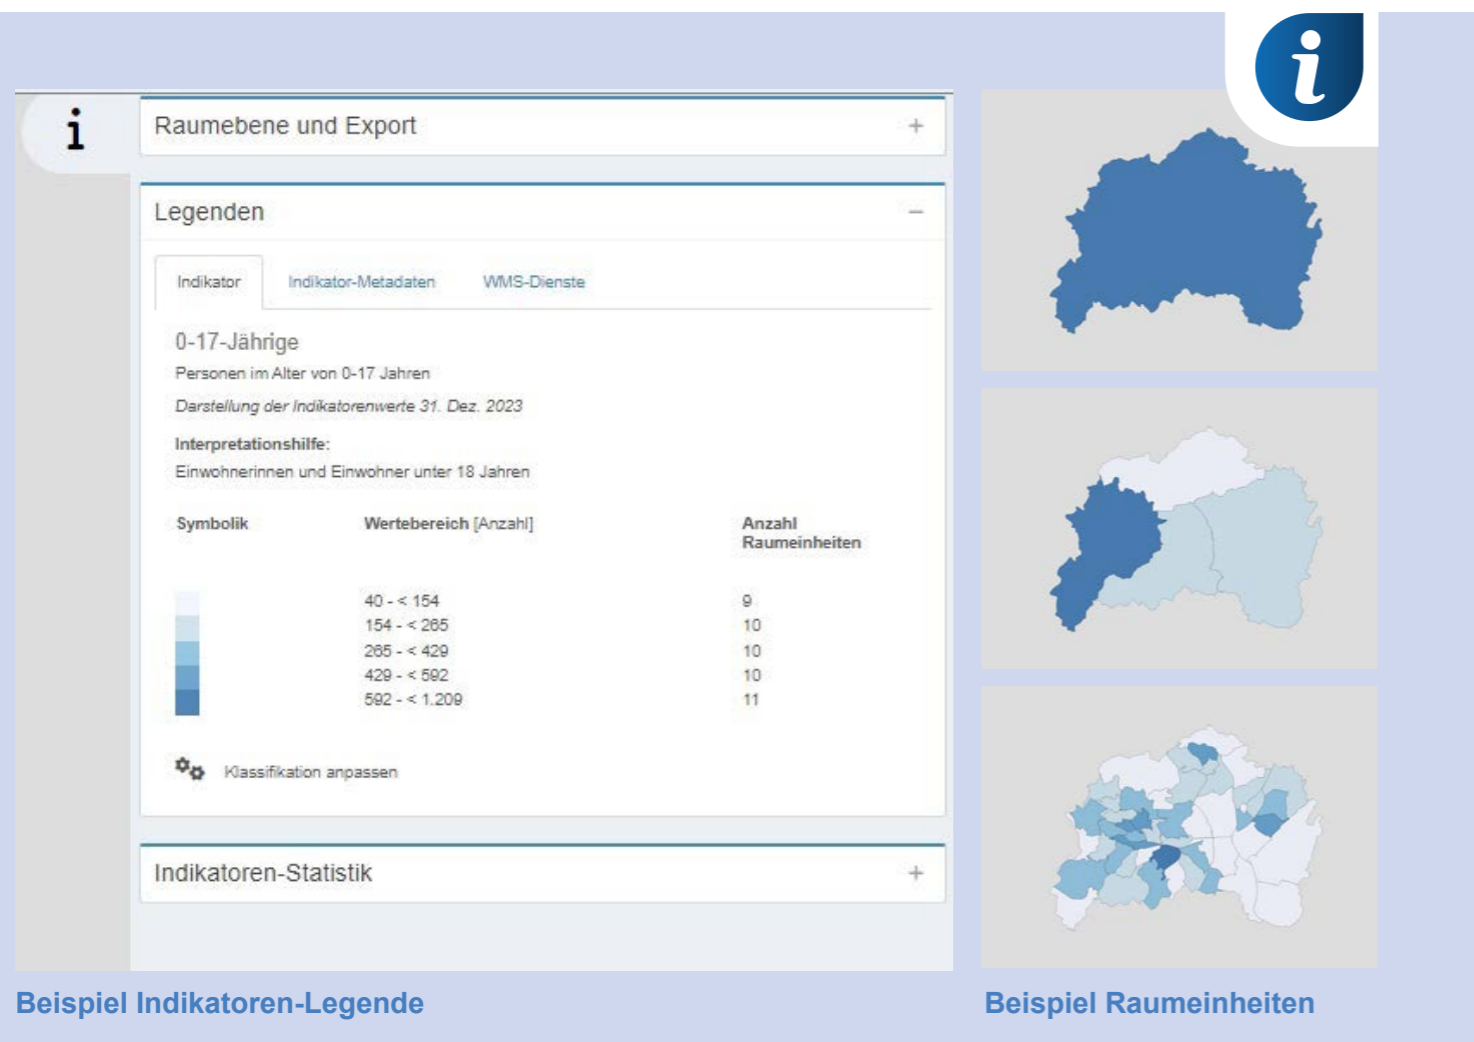 i
i
Raumebene und Export +
Legenden −
Indikator Indikator-Metadaten WMS-Dienste
0-17-Jährige
Personen im Alter von 0-17 Jahren
Darstellung der Indikatorenwerte 31. Dez. 2023
Interpretationshilfe:
Einwohnerinnen und Einwohner unter 18 Jahren
Symbolik Wertebereich [Anzahl] Anzahl
Raumeinheiten
40 - < 154 9
154 - < 265 10
265 - < 429 10
429 - < 592 10
592 - < 1.209 11
Klassifikation anpassen
Indikatoren-Statistik +
Beispiel Indikatoren-Legende
Beispiel Raumeinheiten